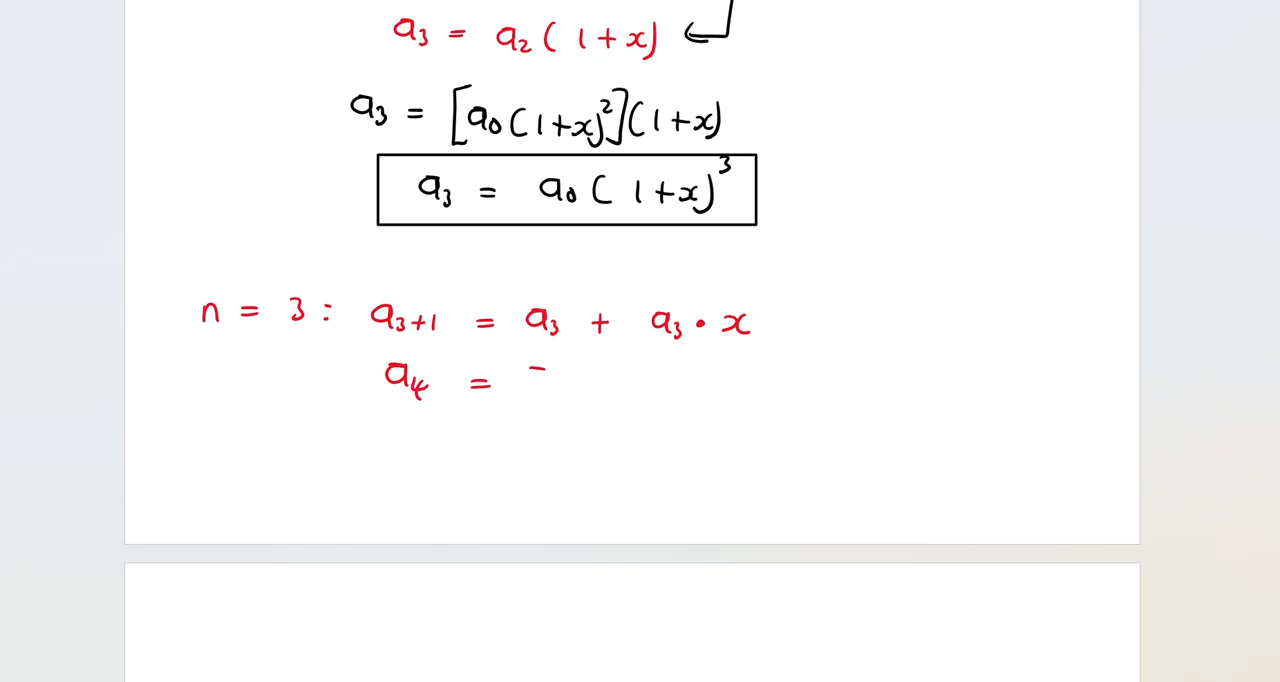 a₃ = a₂(1+x)
a₃ = [a₀(1+x)²](1+x)
a₃ = a₀(1+x)³
n = 3 : a₃₊₁ = a₃ + a₃ • x
a₄ =